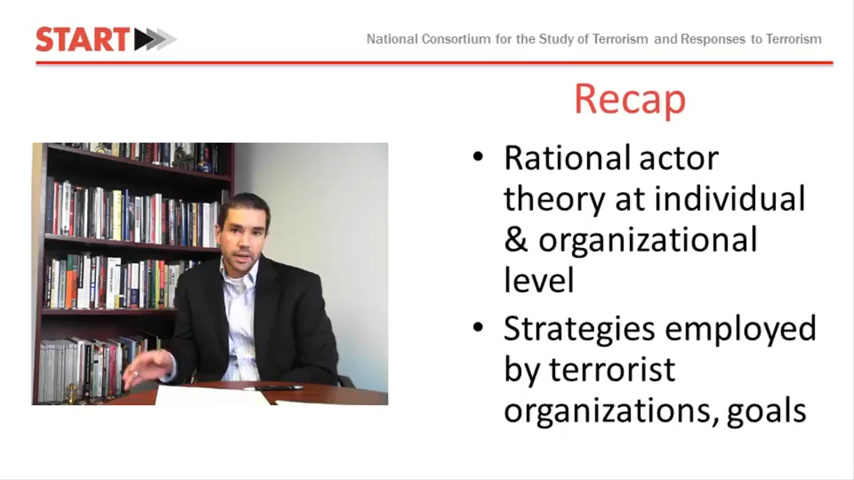 START
National Consortium for the Study of Terrorism and Responses to Terrorism
Recap
• Rational actor
theory at individual
& organizational
level
• Strategies employed
by terrorist
organizations, goals